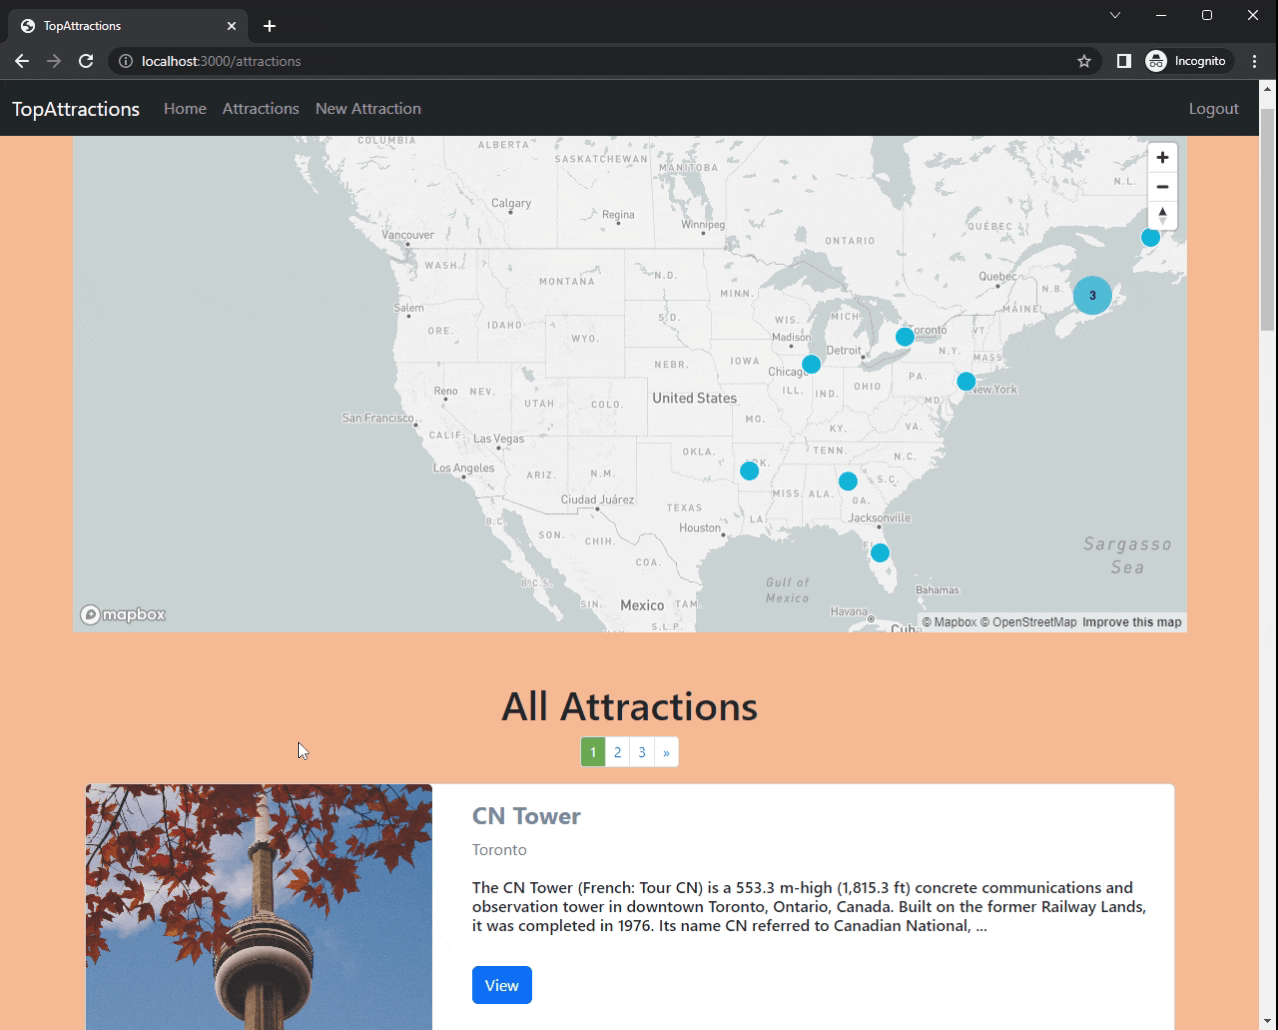 TopAttractions
localhost:3000/attractions
Incognito
TopAttractions Home Attractions New Attraction Logout
COLUMBIA
ALBERTA
SASKATCHEWAN
MANITOBA
N.L.
Calgary
Regina
Winnipeg
Vancouver
ONTARIO
QUÉBEC
WASH.
MONTANA
N.D.
Quebec
N.B.
3
MINN.
MAINE
Salem
S.D.
ORE.
IDAHO
WIS.
MICH.
Toronto
VT.
WYO.
Madison
Detroit
N.Y.
MASS
NEBR.
IOWA
Chicago
PA.
Reno
NEV.
ILL.
IND.
OHIO
New York
UTAH
COLO.
United States
MD.
San Francisco
MO.
CALIF.
Las Vegas
KY.
VA.
OKLA.
TENN.
N.C.
Los Angeles
ARIZ.
N.M.
MISS.
ALA.
S.C.
Ciudad Juárez
TEXAS
GA.
B.C.
LA.
Jacksonville
Houston
SON.
CHIH.
COA.
Sargasso
Sea
B.C.S.
Gulf of
Mexico
Bahamas
SIN.
Mexico
TAM.
Havana
S.L.P.
Cuba
mapbox
© Mapbox © OpenStreetMap Improve this map
All Attractions
1 2 3 »
CN Tower
Toronto
The CN Tower (French: Tour CN) is a 553.3 m-high (1,815.3 ft) concrete communications and
observation tower in downtown Toronto, Ontario, Canada. Built on the former Railway Lands,
it was completed in 1976. Its name CN referred to Canadian National, ...
View